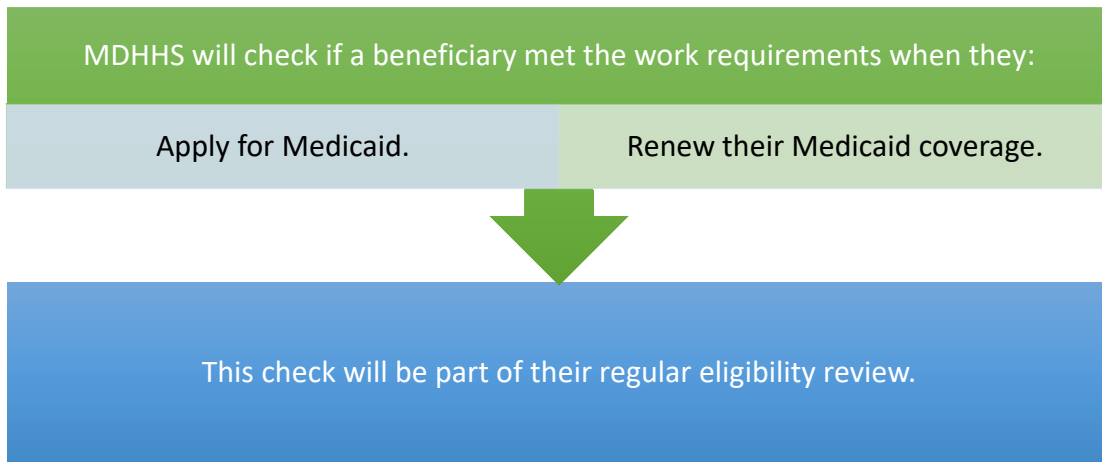 MDHHS will check if a beneficiary met the work requirements when they:
Apply for Medicaid.
Renew their Medicaid coverage.
This check will be part of their regular eligibility review.